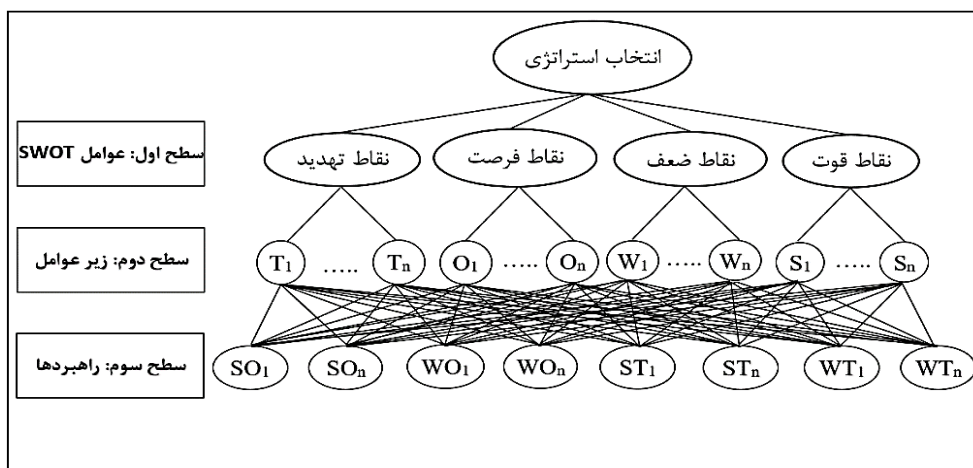 انتخاب استراتژی
سطح اول: عوامل SWOT
نقاط قوت
نقاط ضعف
نقاط فرصت
نقاط تهدید
سطح دوم: زیر عوامل
T1 ..... Tn O1 ..... On W1 ..... Wn S1 ..... Sn
سطح سوم: راهبردها
SO1 SOn WO1 WOn ST1 STn WT1 WTn